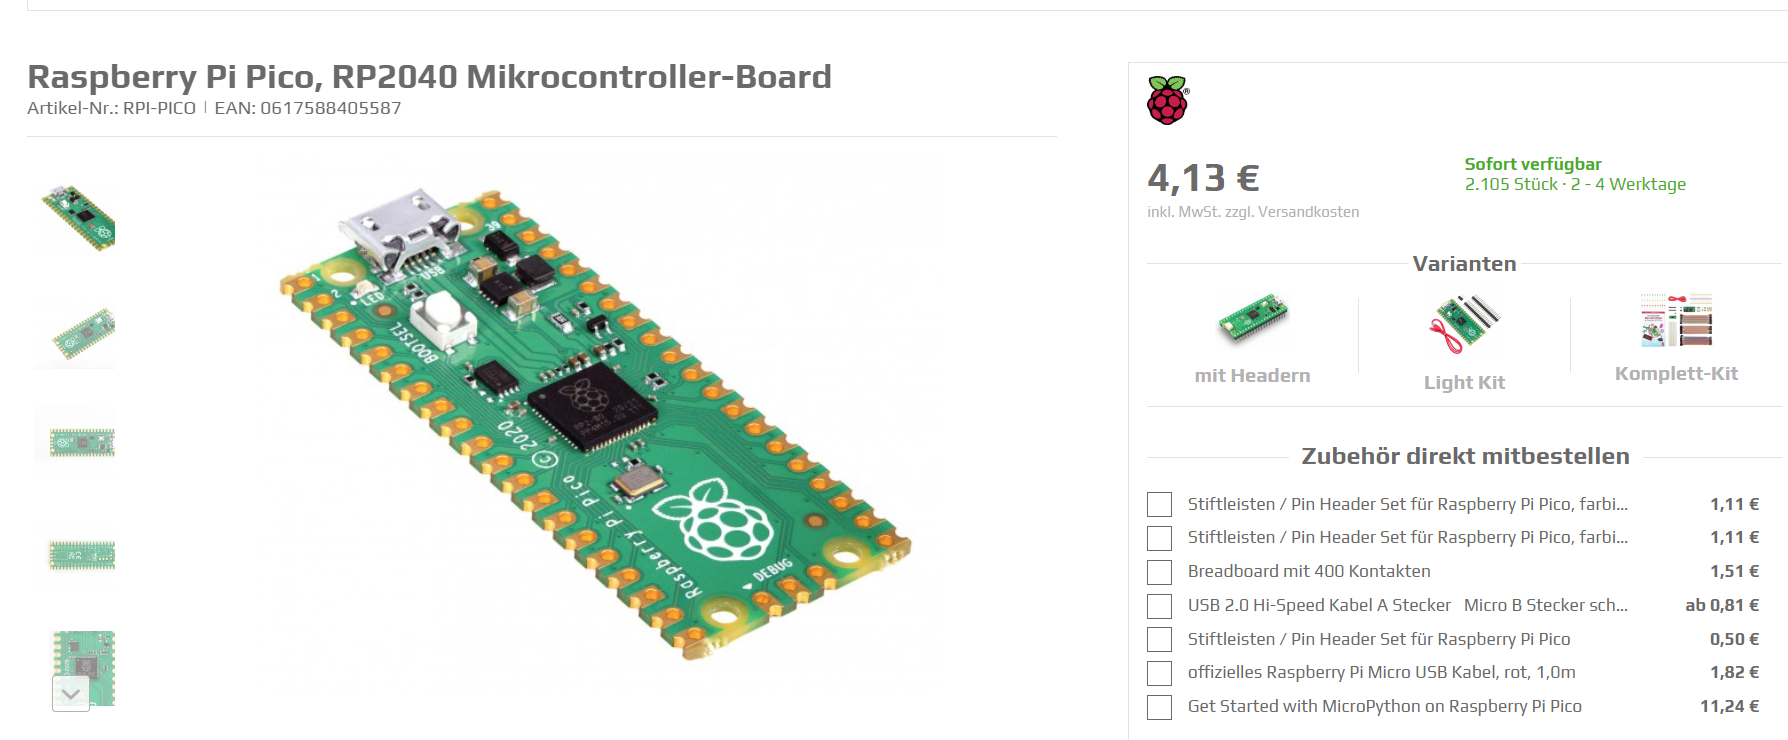 Raspberry Pi Pico, RP2040 Mikrocontroller-Board
Artikel-Nr.: RPI-PICO | EAN: 0617588405587
1
2
39
USB
LED
BOOTSEL
© 2020
Raspberry Pi Pico
DEBUG
4,13 €
inkl. MwSt. zzgl. Versandkosten
Sofort verfügbar
2.105 Stück · 2 - 4 Werktage
Varianten
mit Headern
Light Kit
Komplett-Kit
Zubehör direkt mitbestellen
Stiftleisten / Pin Header Set für Raspberry Pi Pico, farbi... 1,11 €
Stiftleisten / Pin Header Set für Raspberry Pi Pico, farbi... 1,11 €
Breadboard mit 400 Kontakten 1,51 €
USB 2.0 Hi-Speed Kabel A Stecker Micro B Stecker sch... ab 0,81 €
Stiftleisten / Pin Header Set für Raspberry Pi Pico 0,50 €
offizielles Raspberry Pi Micro USB Kabel, rot, 1,0m 1,82 €
Get Started with MicroPython on Raspberry Pi Pico 11,24 €